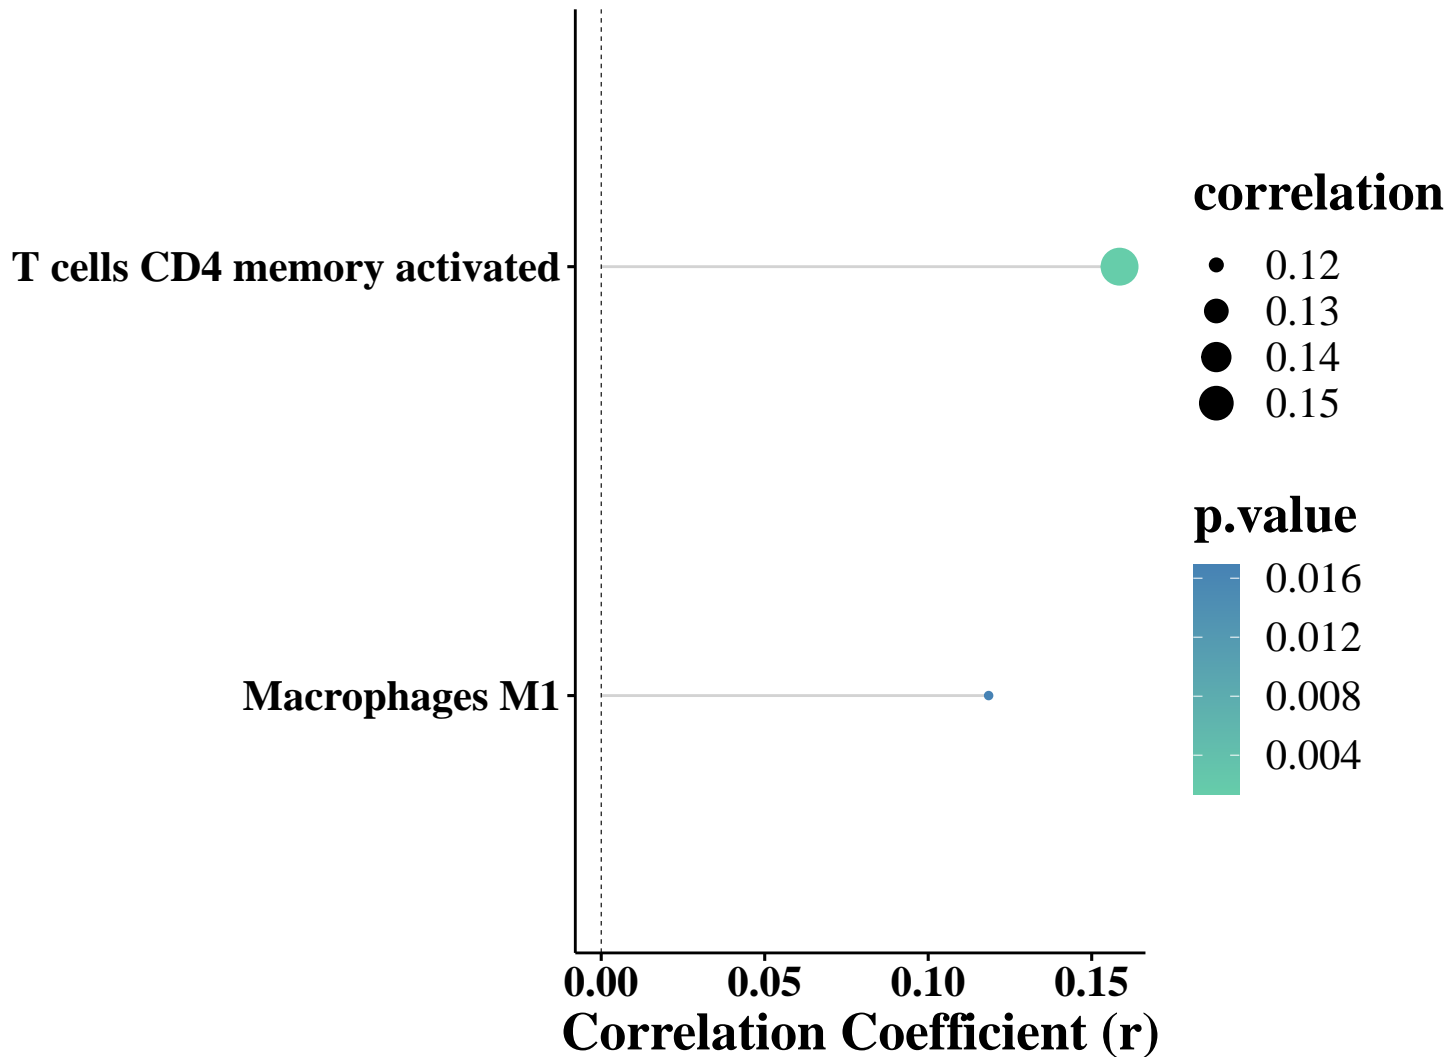 T cells CD4 memory activated
Macrophages M1
0.00 0.05 0.10 0.15
Correlation Coefficient (r)
correlation
0.12
0.13
0.14
0.15
p.value
0.016
0.012
0.008
0.004